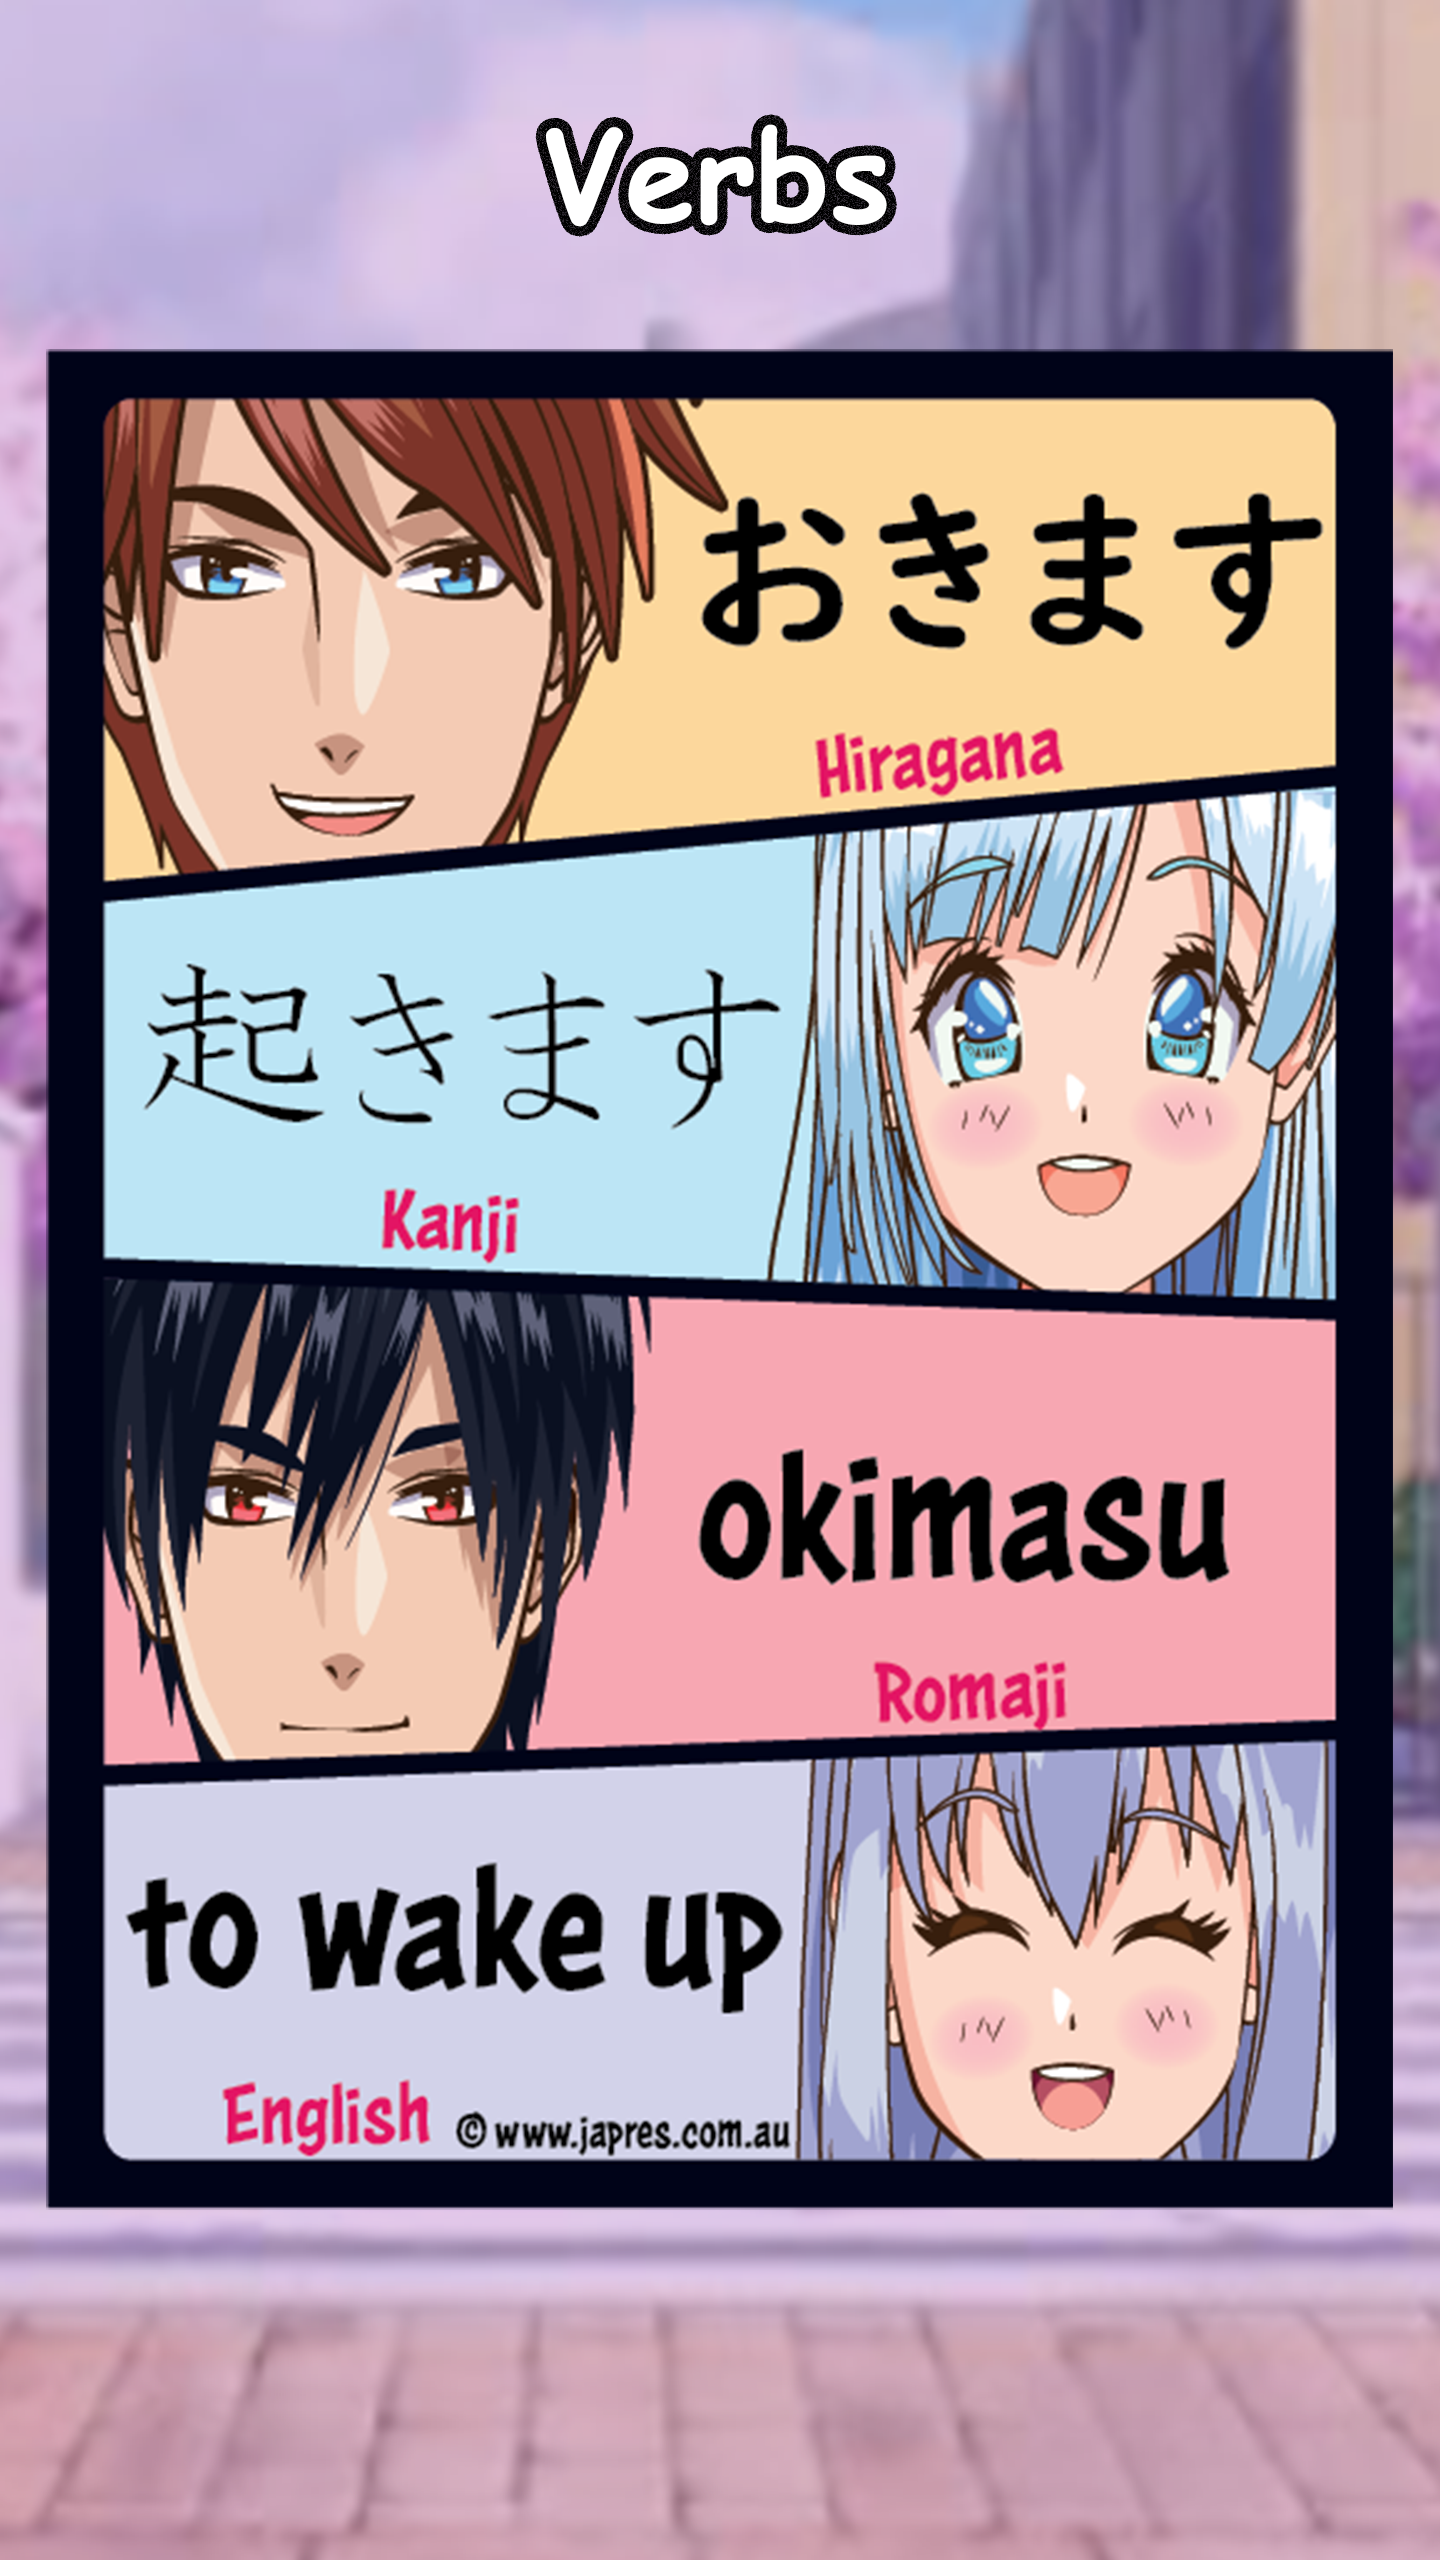 Verbs
おきます
Hiragana
起きます
Kanji
okimasu
Romaji
to wake up
English © www.japres.com.au